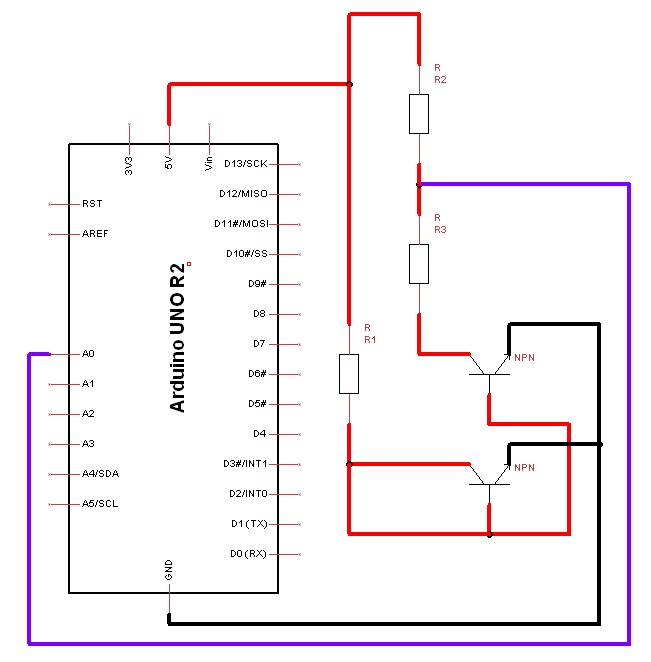 R
R2
3V3
5V
Vin
D13/SCK
D12/MISO
RST
D11#/MOSI
R
R3
AREF
D10#/SS
D9#
Arduino UNO R2
D8
R
R1
A0
D7
NPN
A1
D6#
A2
D5#
A3
D4
A4/SDA
D3#/INT1
NPN
D2/INT0
A5/SCL
D1(TX)
D0(RX)
GND